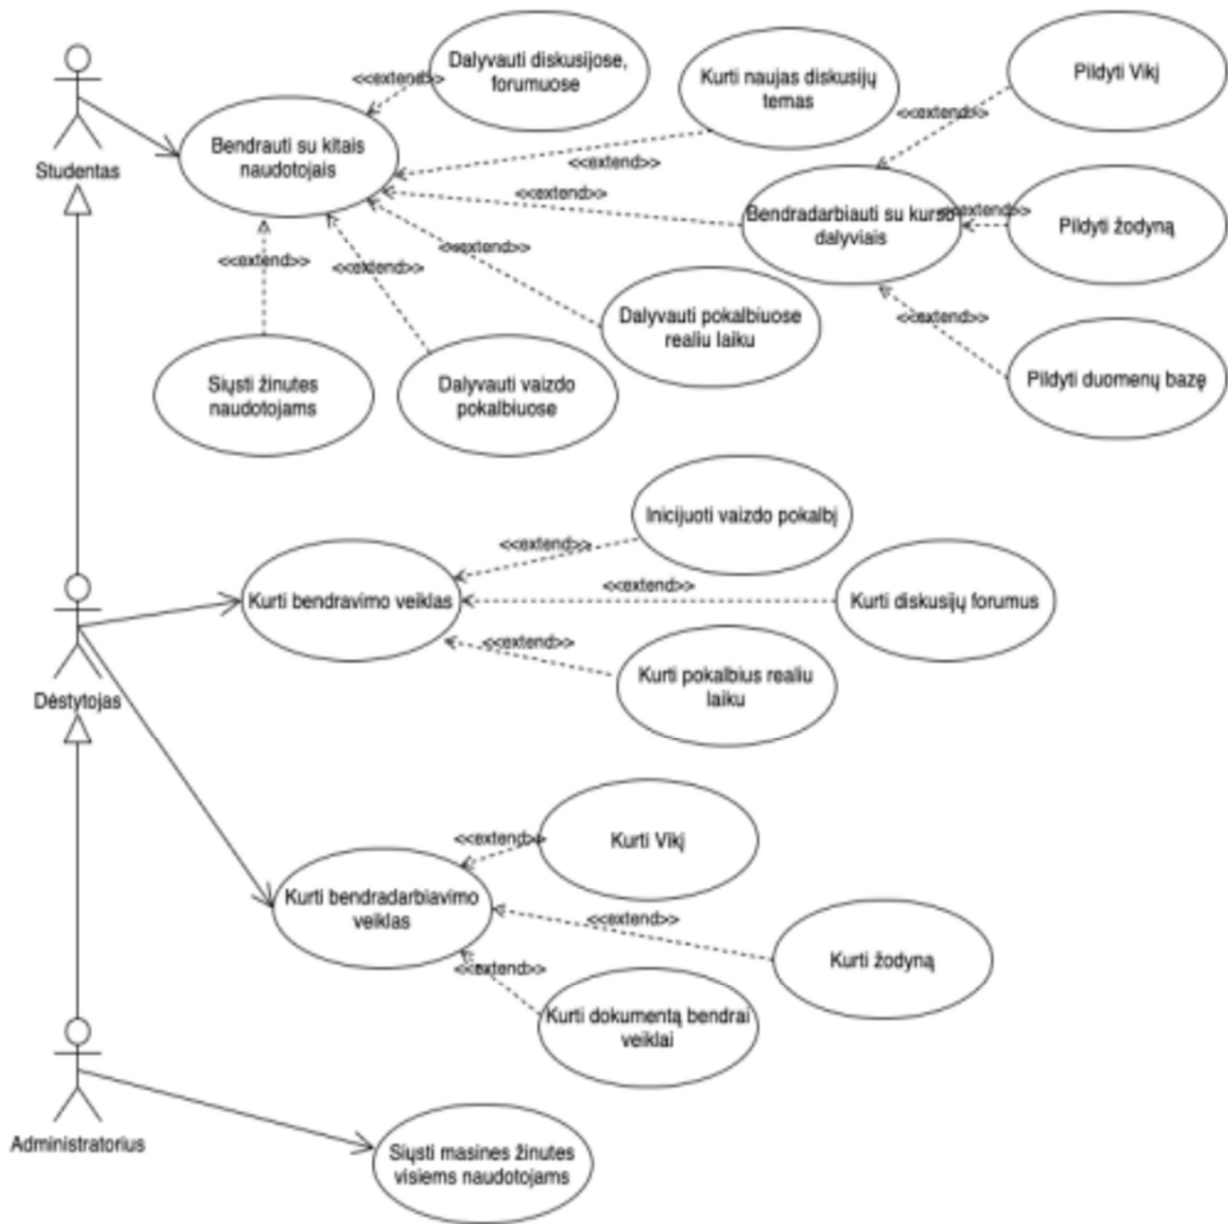 Dalyvauti diskusijose,
forumuose
<<extend>>
Kurti naujas diskusijų
temas
Pildyti Vikį
<<extend>>
Studentas
Bendrauti su kitais
naudotojais
<<extend>>
<<extend>>
Bendradarbiauti su kurso
dalyviais
<<extend>>
Pildyti žodyną
<<extend>>
<<extend>>
<<extend>>
Dalyvauti pokalbiuose
realiu laiku
<<extend>>
Siųsti žinutes
naudotojams
Dalyvauti vaizdo
pokalbiuose
Pildyti duomenų bazę
Inicijuoti vaizdo pokalbį
<<extend>>
<<extend>>
Kurti bendravimo veiklas
Kurti diskusijų forumus
<<extend>>
Kurti pokalbius realiu
laiku
Dėstytojas
<<extend>>
Kurti Vikį
Kurti bendradarbiavimo
veiklas
<<extend>>
Kurti žodyną
<<extend>>
Kurti dokumentą bendrai
veiklai
Administratorius
Siųsti masines žinutes
visiems naudotojams